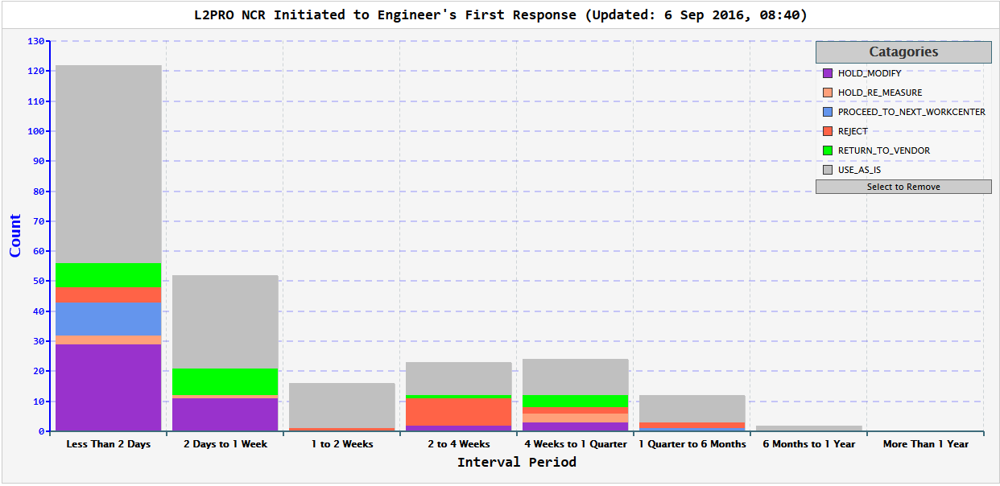 L2PRO NCR Initiated to Engineer's First Response (Updated: 6 Sep 2016, 08:40)
130
120
110
100
90
80
70
60
50
40
30
20
10
0
Count
Catagories
HOLD_MODIFY
HOLD_RE_MEASURE
PROCEED_TO_NEXT_WORKCENTER
REJECT
RETURN_TO_VENDOR
USE_AS_IS
Select to Remove
Less Than 2 Days
2 Days to 1 Week
1 to 2 Weeks
2 to 4 Weeks
4 Weeks to 1 Quarter
1 Quarter to 6 Months
6 Months to 1 Year
More Than 1 Year
Interval Period